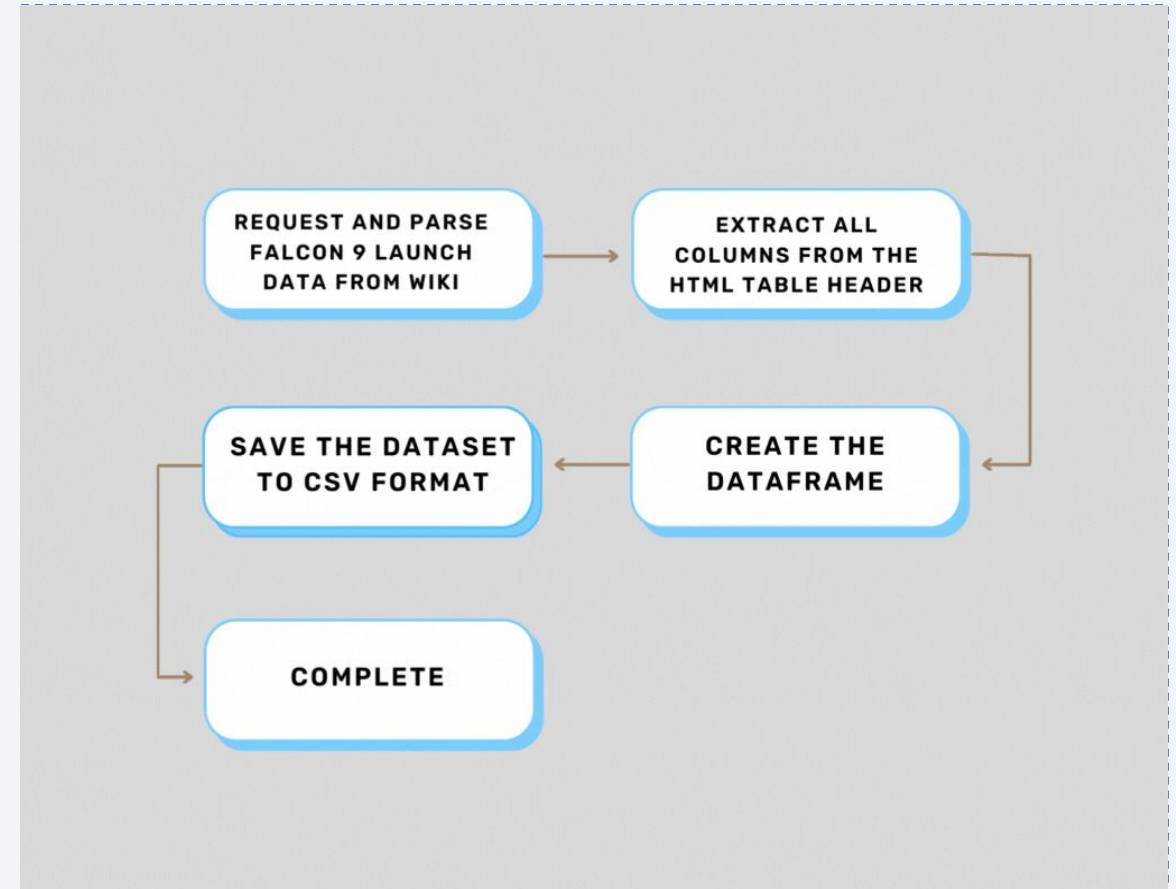 REQUEST AND PARSE
FALCON 9 LAUNCH
DATA FROM WIKI
EXTRACT ALL
COLUMNS FROM THE
HTML TABLE HEADER
CREATE THE
DATAFRAME
SAVE THE DATASET
TO CSV FORMAT
COMPLETE